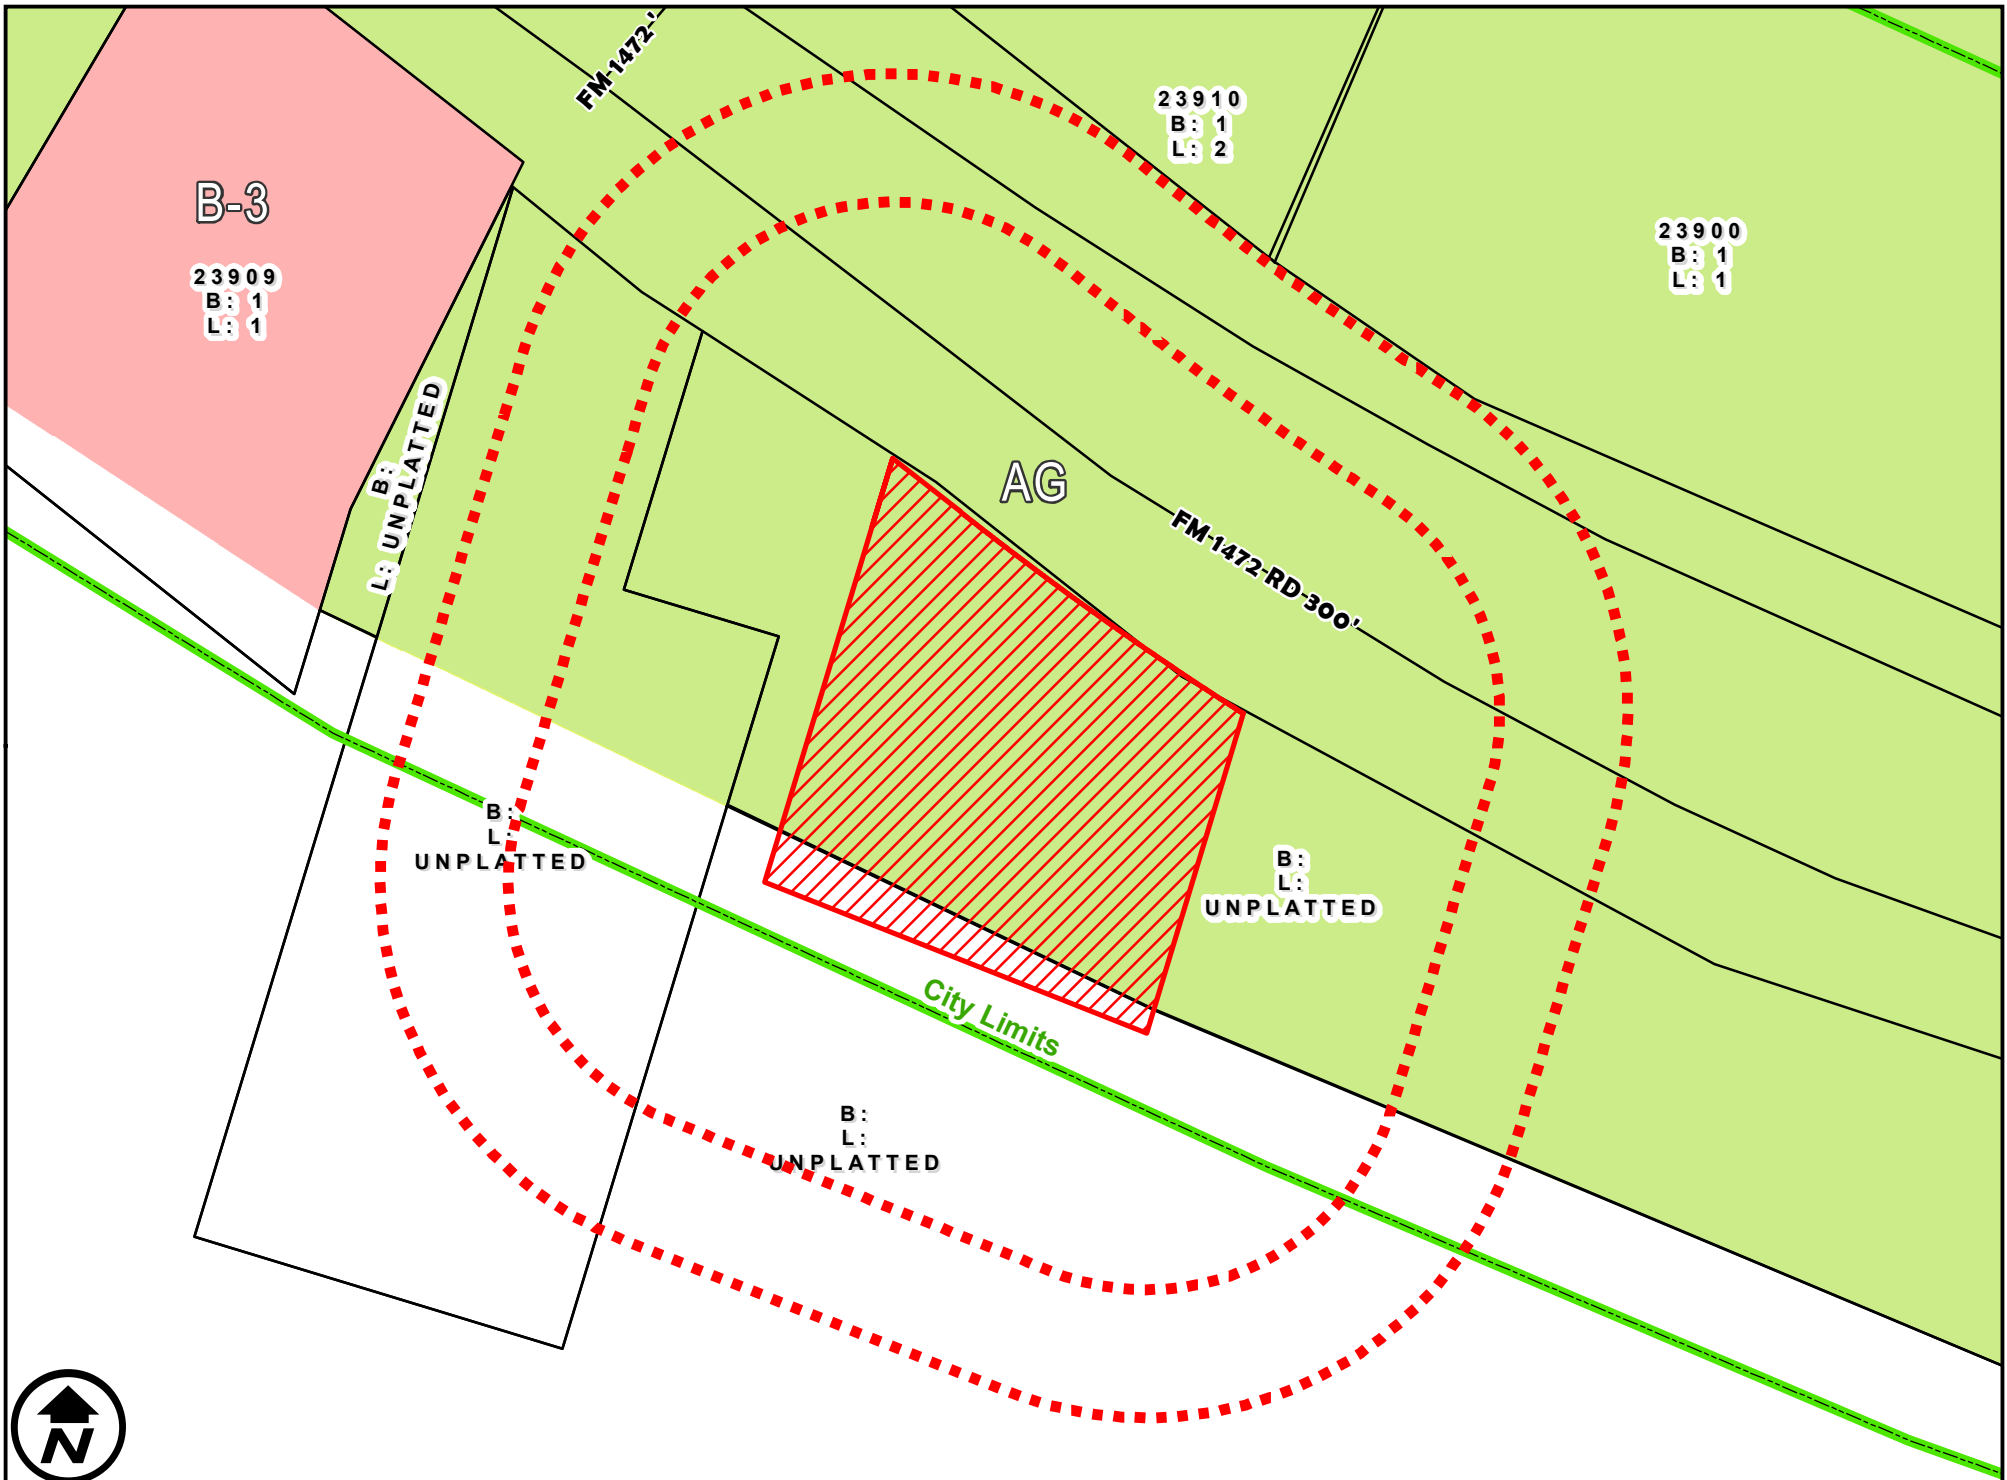 FM 1472 '
23910
B: 1
L: 2
B-3
23909
B: 1
L: 1
23900
B: 1
L: 1
B:
L: UNPLATTED
AG
FM 1472 RD 300'
B:
L:
UNPLATTED
B:
L:
UNPLATTED
City Limits
B:
L:
UNPLATTED
N